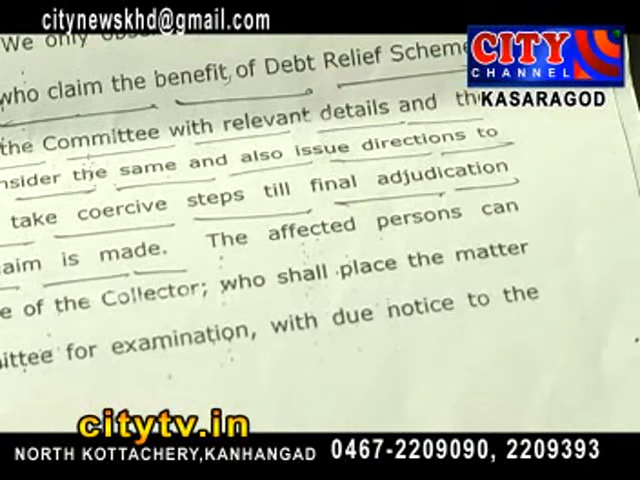 citynewskhd@gmail.com
We only
CITY
CHANNEL
KASARAGOD
who claim the benefit of Debt Relief Scheme
the Committee with relevant details and
nsider the same and also issue directions to
take coercive steps till final adjudication
aim is made. The affected persons can
e of the Collector; who shall place the matter
ittee for examination, with due notice to the
citytv.in
NORTH KOTTACHERY,KANHANGAD 0467-2209090, 2209393